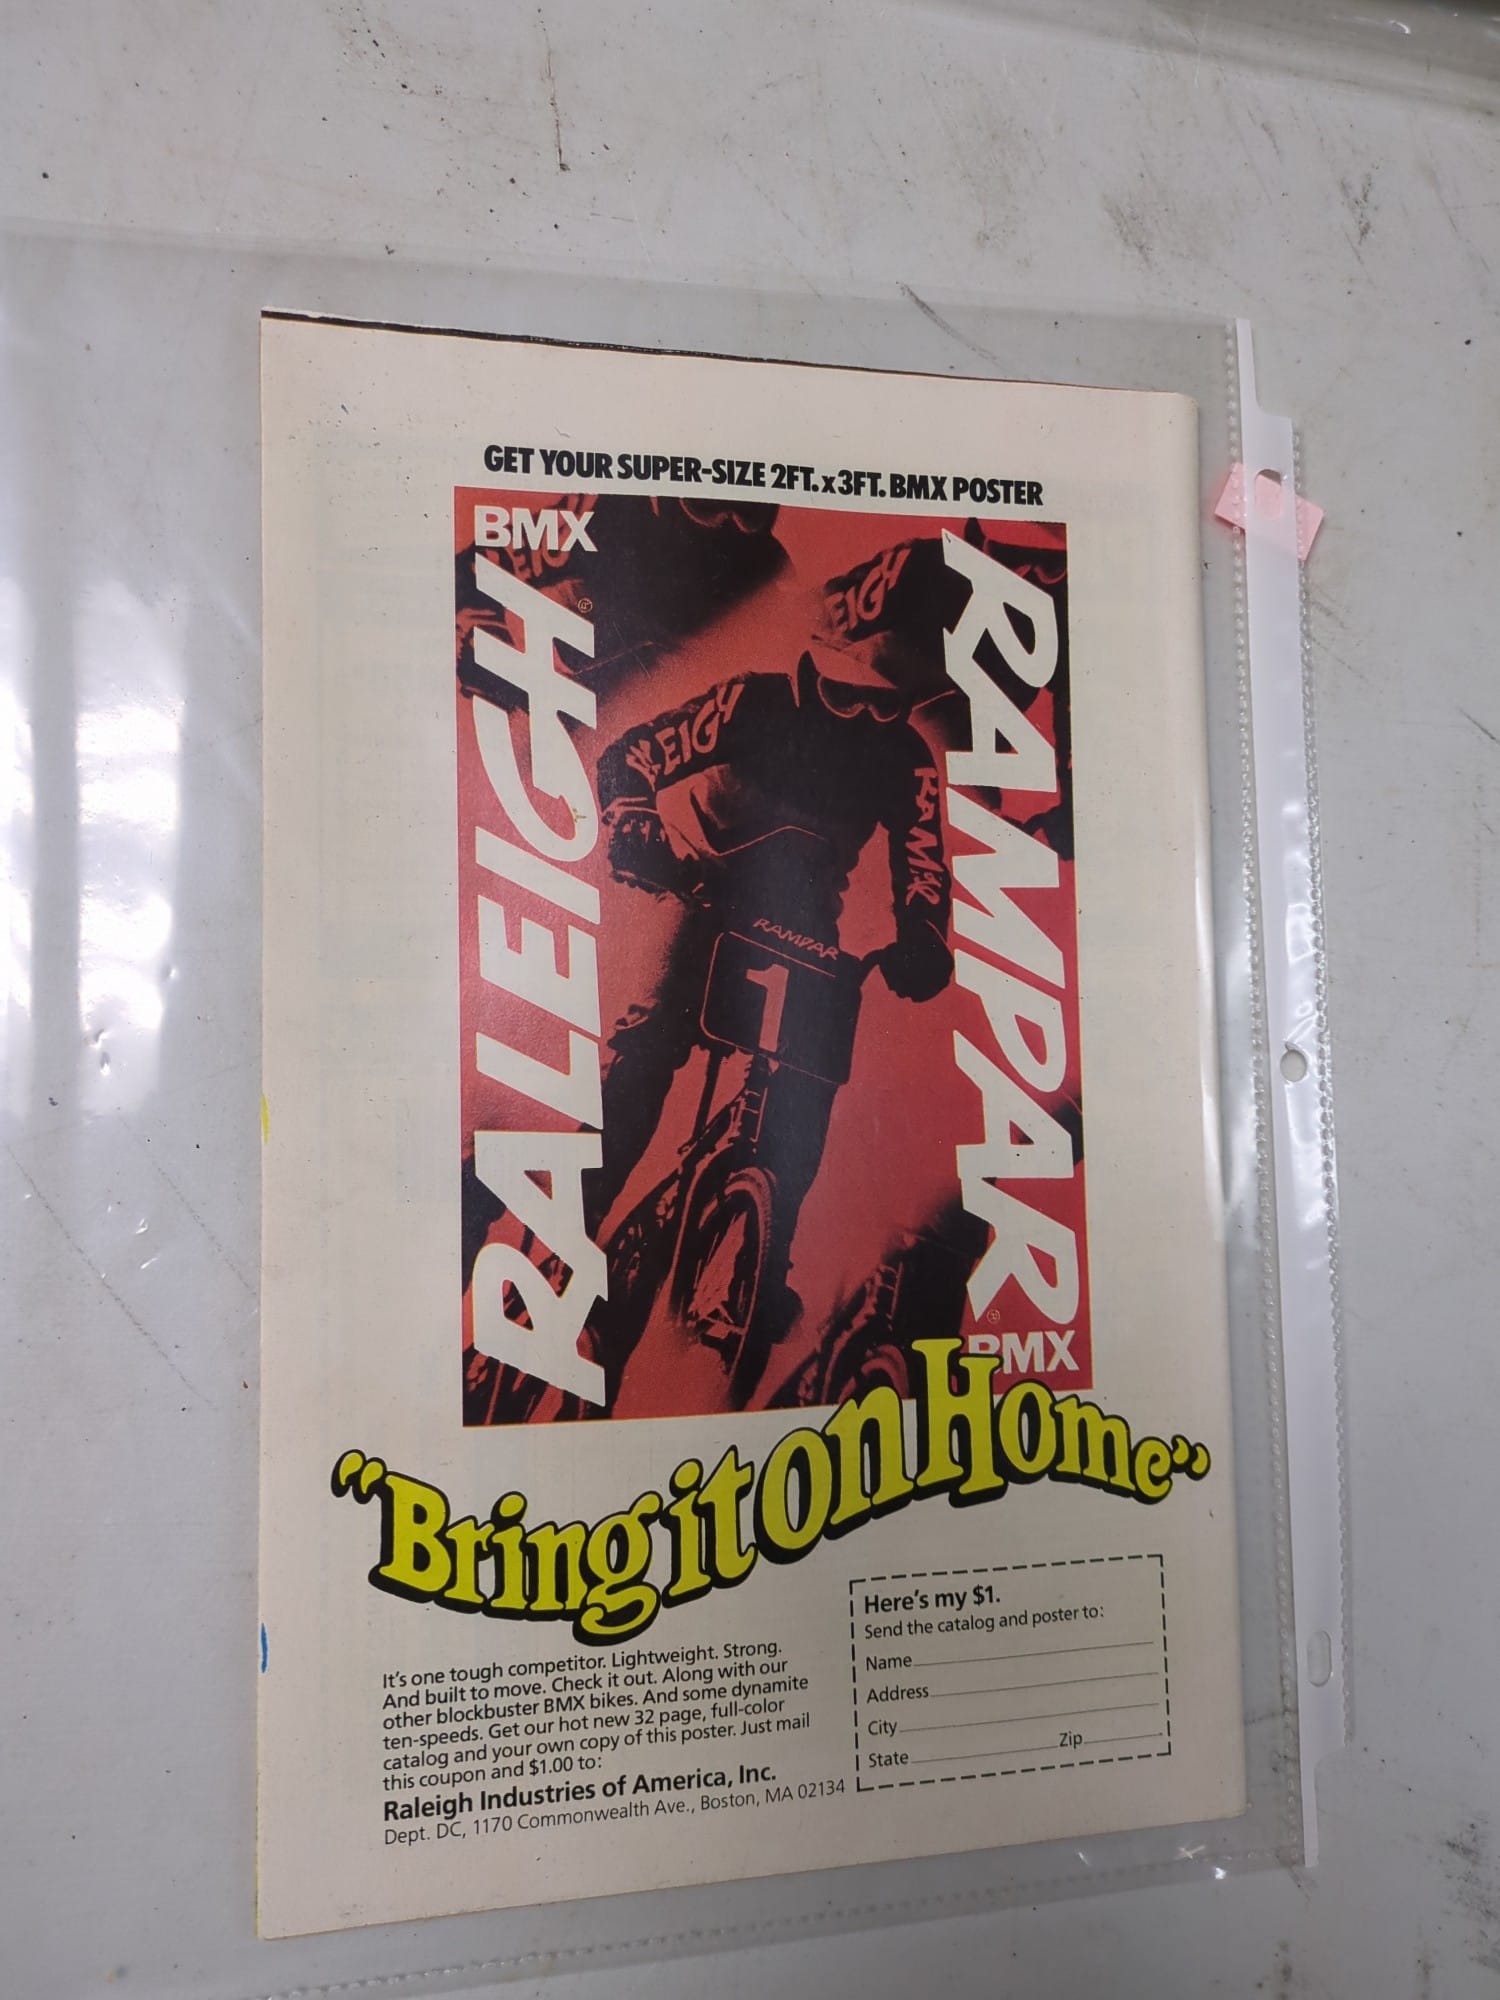 GET YOUR SUPER-SIZE 2FT. x 3FT. BMX POSTER
BMX
RALEIGH®
RAMPAR®
BMX
EIG
EIGH
LEIGH
RAMPAR
1
"Bring it on Home"
It's one tough competitor. Lightweight. Strong.
And built to move. Check it out. Along with our
other blockbuster BMX bikes. And some dynamite
ten-speeds. Get our hot new 32 page, full-color
catalog and your own copy of this poster. Just mail
this coupon and $1.00 to:
Raleigh Industries of America, Inc.
Dept. DC, 1170 Commonwealth Ave., Boston, MA 02134
Here's my $1.
Send the catalog and poster to:
Name
Address
City
State Zip